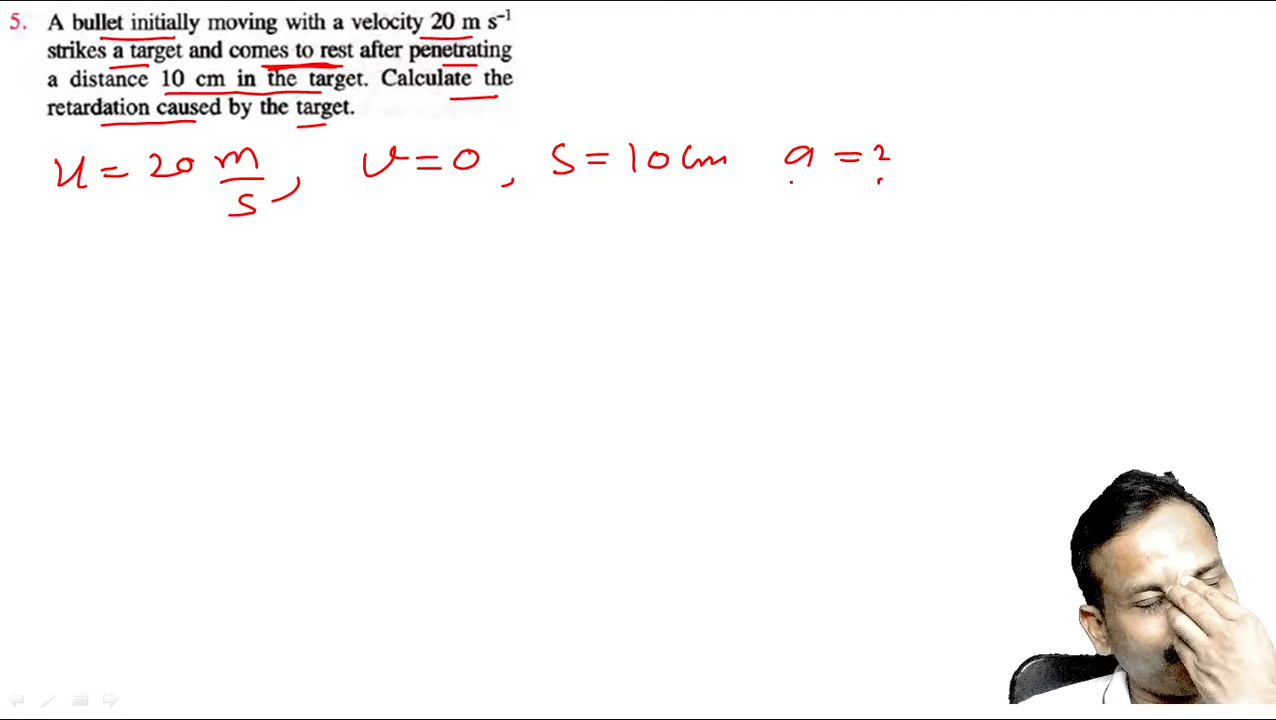 5. A bullet initially moving with a velocity 20 m s⁻¹
strikes a target and comes to rest after penetrating
a distance 10 cm in the target. Calculate the
retardation caused by the target.
u = 20 m/s, v = 0, S = 10 cm a = ?